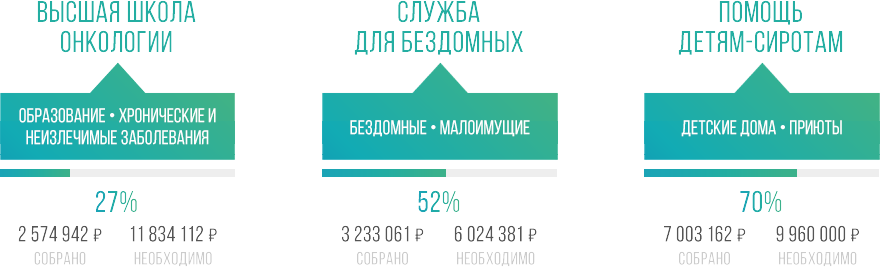 ВЫСШАЯ ШКОЛА
ОНКОЛОГИИ
ОБРАЗОВАНИЕ • ХРОНИЧЕСКИЕ И
НЕИЗЛЕЧИМЫЕ ЗАБОЛЕВАНИЯ
27%
2 574 942 ₽ 11 834 112 ₽
СОБРАНО НЕОБХОДИМО
СЛУЖБА
ДЛЯ БЕЗДОМНЫХ
БЕЗДОМНЫЕ • МАЛОИМУЩИЕ
52%
3 233 061 ₽ 6 024 381 ₽
СОБРАНО НЕОБХОДИМО
ПОМОЩЬ
ДЕТЯМ-СИРОТАМ
ДЕТСКИЕ ДОМА • ПРИЮТЫ
70%
7 003 162 ₽ 9 960 000 ₽
СОБРАНО НЕОБХОДИМО